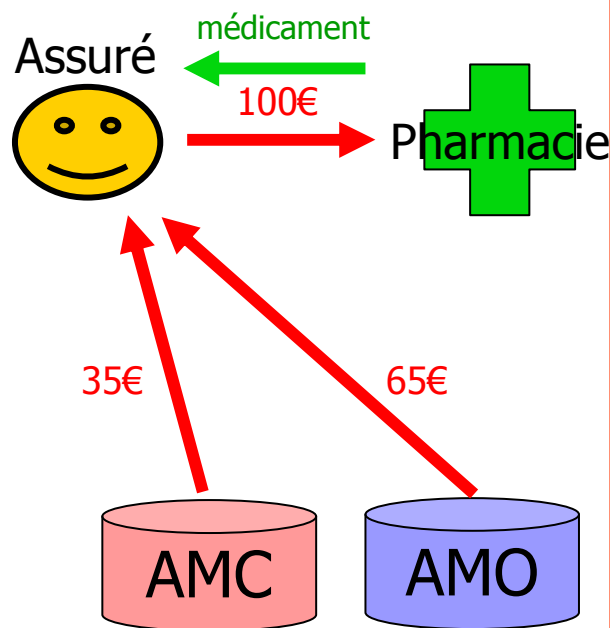 médicament
Assuré
100€
Pharmacie
35€
65€
AMC
AMO